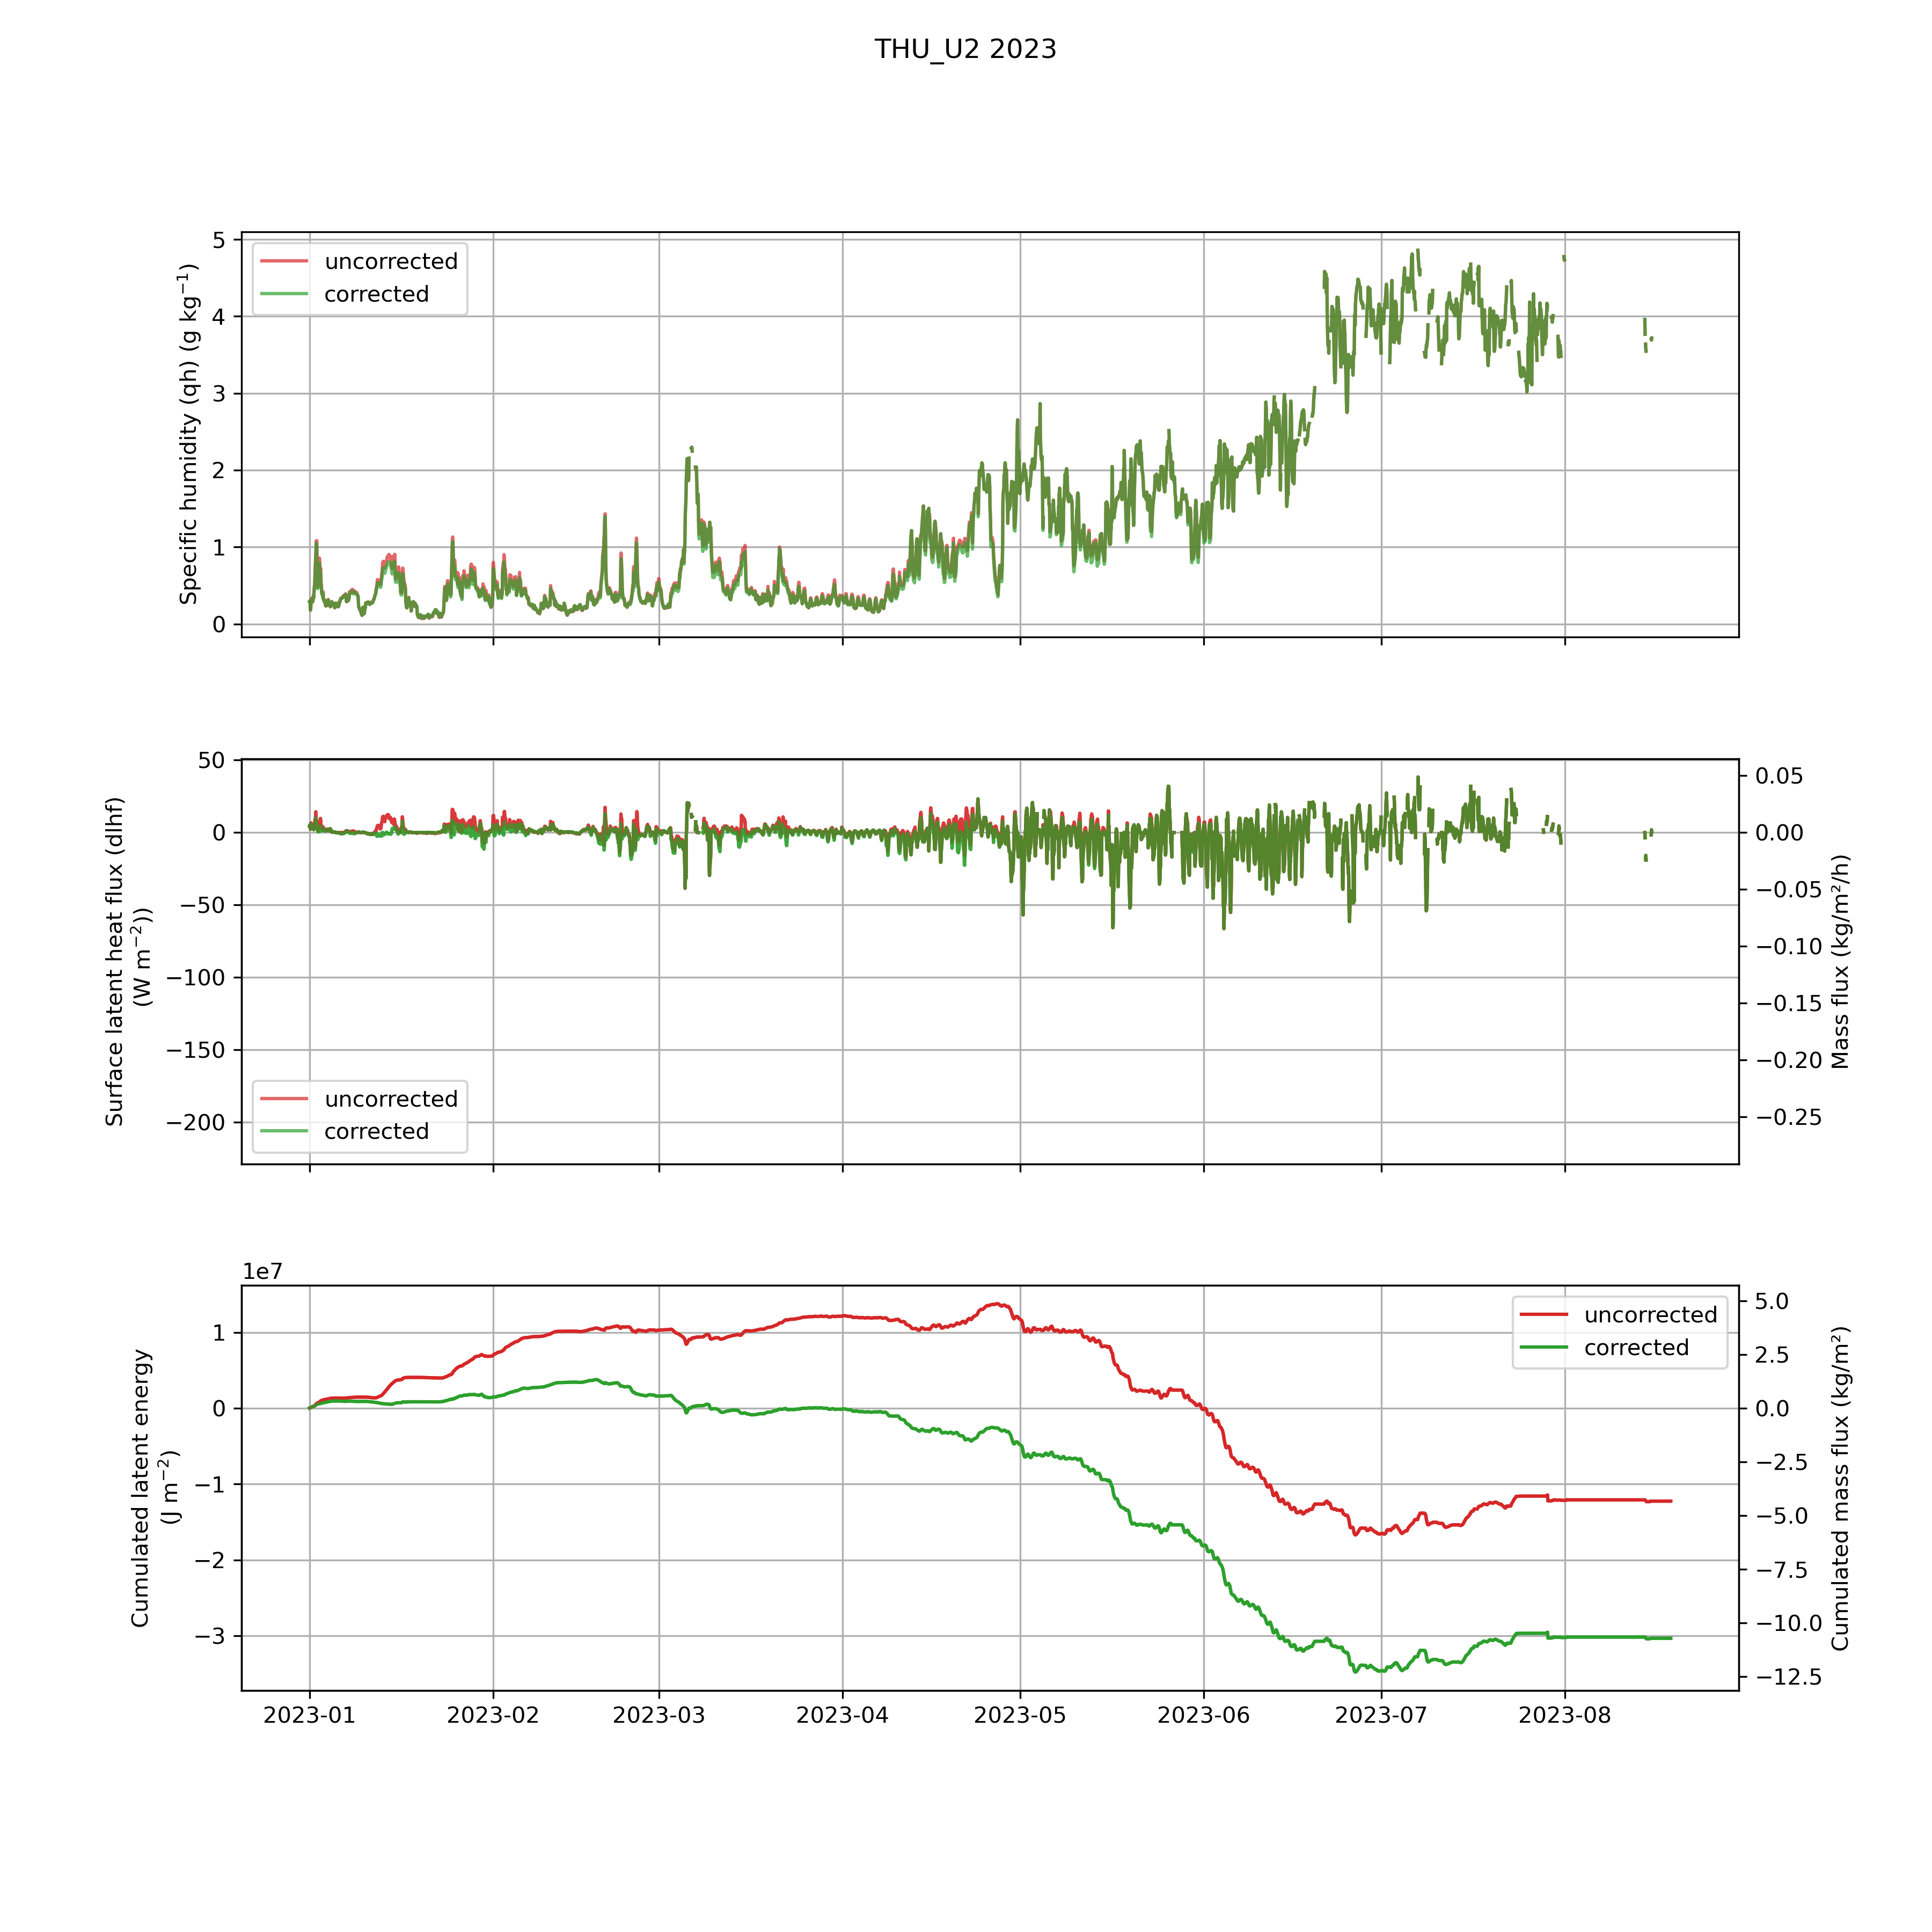 THU_U2 2023
Specific humidity (qh) (g kg⁻¹)
5
4
3
2
1
0
uncorrected
corrected
Surface latent heat flux (dlhf)
(W m⁻²))
50
0
−50
−100
−150
−200
uncorrected
corrected
0.05
0.00
−0.05
−0.10
−0.15
−0.20
−0.25
Mass flux (kg/m²/h)
1e7
Cumulated latent energy
(J m⁻²)
1
0
−1
−2
−3
uncorrected
corrected
5.0
2.5
0.0
−2.5
−5.0
−7.5
−10.0
−12.5
Cumulated mass flux (kg/m²)
2023-01 2023-02 2023-03 2023-04 2023-05 2023-06 2023-07 2023-08